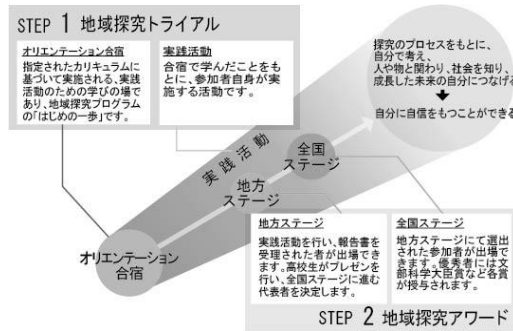 STEP 1 地域探究トライアル
オリエンテーション合宿
指定されたカリキュラムに
基づいて実施される、実践
活動のための学びの場で
あり、地域探究プログラム
の「はじめの一歩」です。
実践活動
合宿で学んだことをも
とに、参加者自身が実
施する活動です。
探究のプロセスをもとに、
自分で考え、
人や物と関わり、社会を知り、
成長した未来の自分につなげる
自分に自信をもつことができる
実践活動
全国
ステージ
地方
ステージ
オリエンテーション
合宿
地方ステージ
実践活動を行い、報告書を
受理された者が出場でき
ます。高校生がプレゼンを
行い、全国ステージに進む
代表者を決定します。
全国ステージ
地方ステージにて選出
された参加者が出場で
きます。優秀者には文
部科学大臣賞など各賞
が授与されます。
STEP 2 地域探究アワード